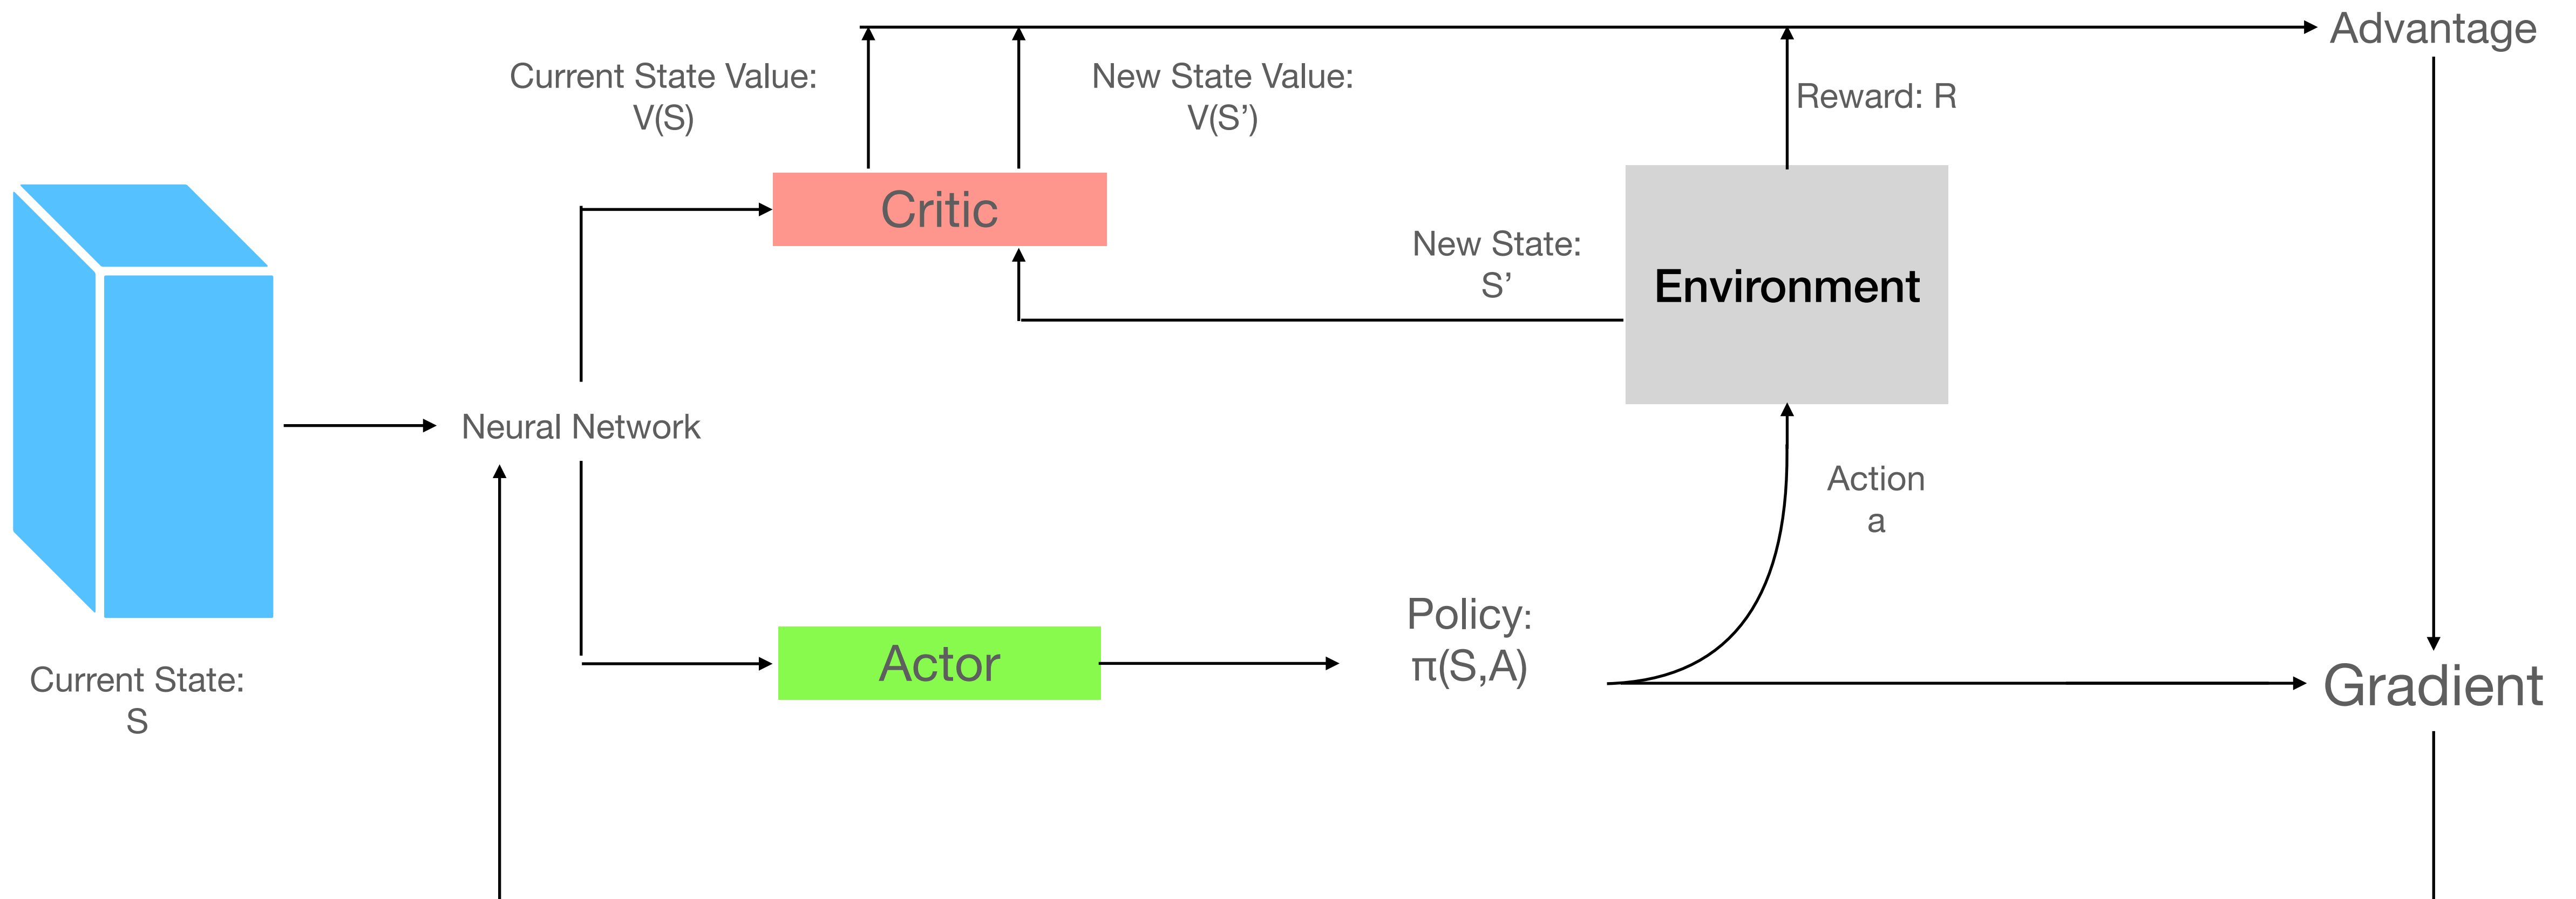 Advantage
Current State Value:
V(S)
New State Value:
V(S’)
Reward: R
Critic
New State:
S’
Environment
Neural Network
Action
a
Policy:
π(S,A)
Actor
Current State:
S
Gradient